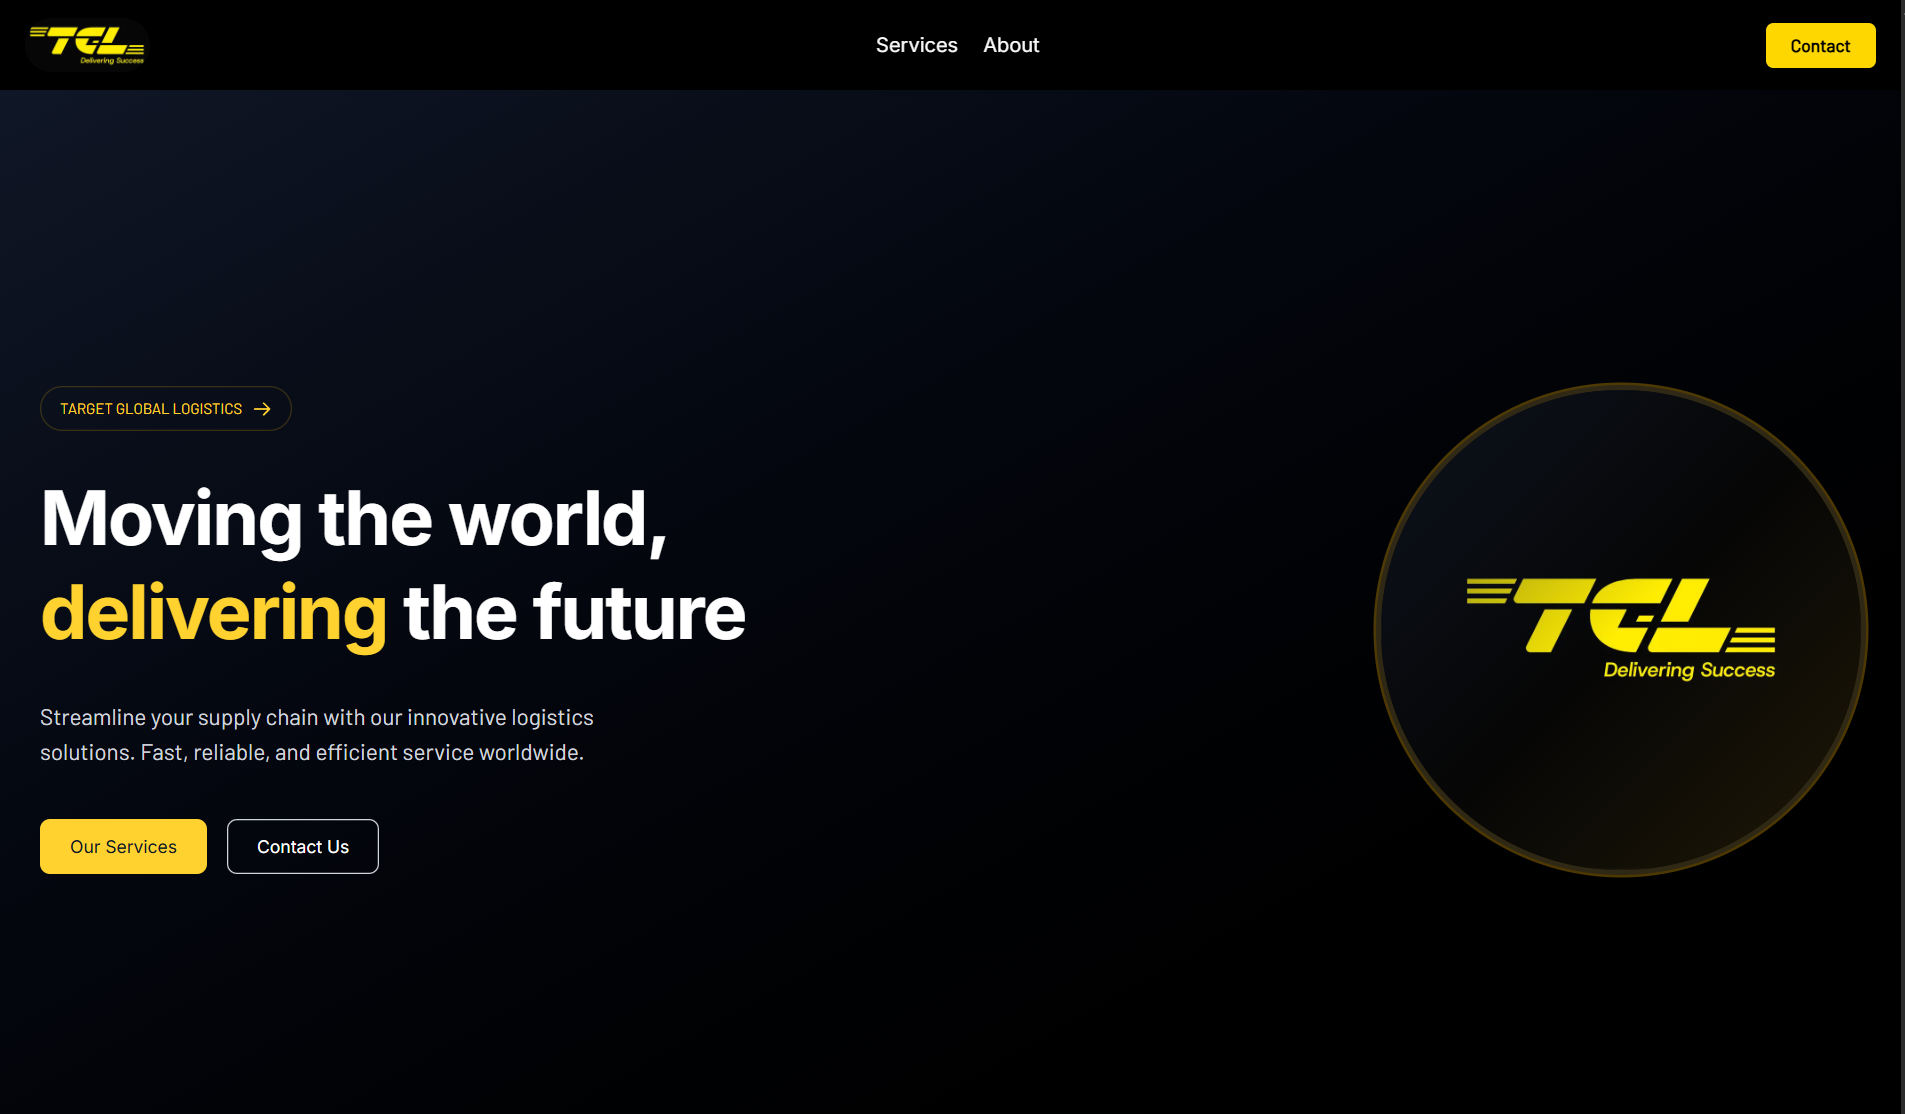 TGL
Delivering Success
Services
About
Contact
TARGET GLOBAL LOGISTICS
Moving the world,
delivering the future
Streamline your supply chain with our innovative logistics
solutions. Fast, reliable, and efficient service worldwide.
Our Services
Contact Us
TGL
Delivering Success